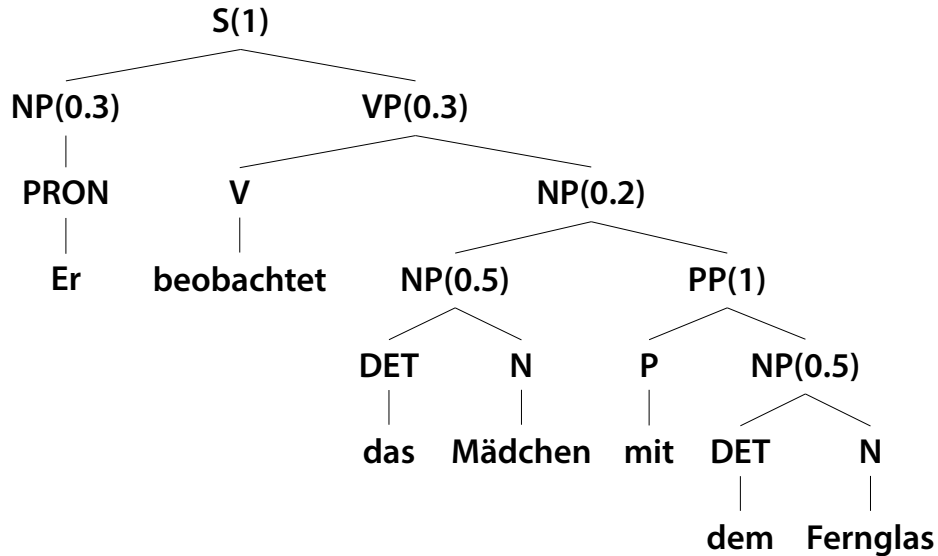 S(1)
NP(0.3) VP(0.3)
PRON V NP(0.2)
Er beobachtet NP(0.5) PP(1)
DET N P NP(0.5)
das Mädchen mit DET N
dem Fernglas